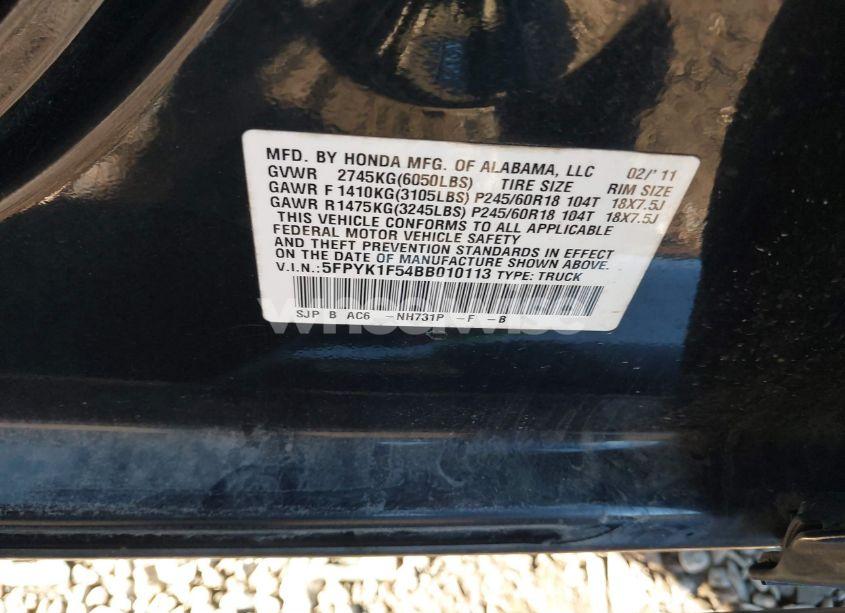 MFD. BY HONDA MFG. OF ALABAMA, LLC 02/'11
GVWR 2745KG(6050LBS) TIRE SIZE RIM SIZE
GAWR F 1410KG(3105LBS) P245/60R18 104T 18X7.5J
GAWR R 1475KG(3245LBS) P245/60R18 104T 18X7.5J
THIS VEHICLE CONFORMS TO ALL APPLICABLE
FEDERAL MOTOR VEHICLE SAFETY
AND THEFT PREVENTION STANDARDS IN EFFECT
ON THE DATE OF MANUFACTURE SHOWN ABOVE.
V.I.N.:5FPYK1F54BB010113 TYPE: TRUCK
SJP B AC6 -NH731P -F -B